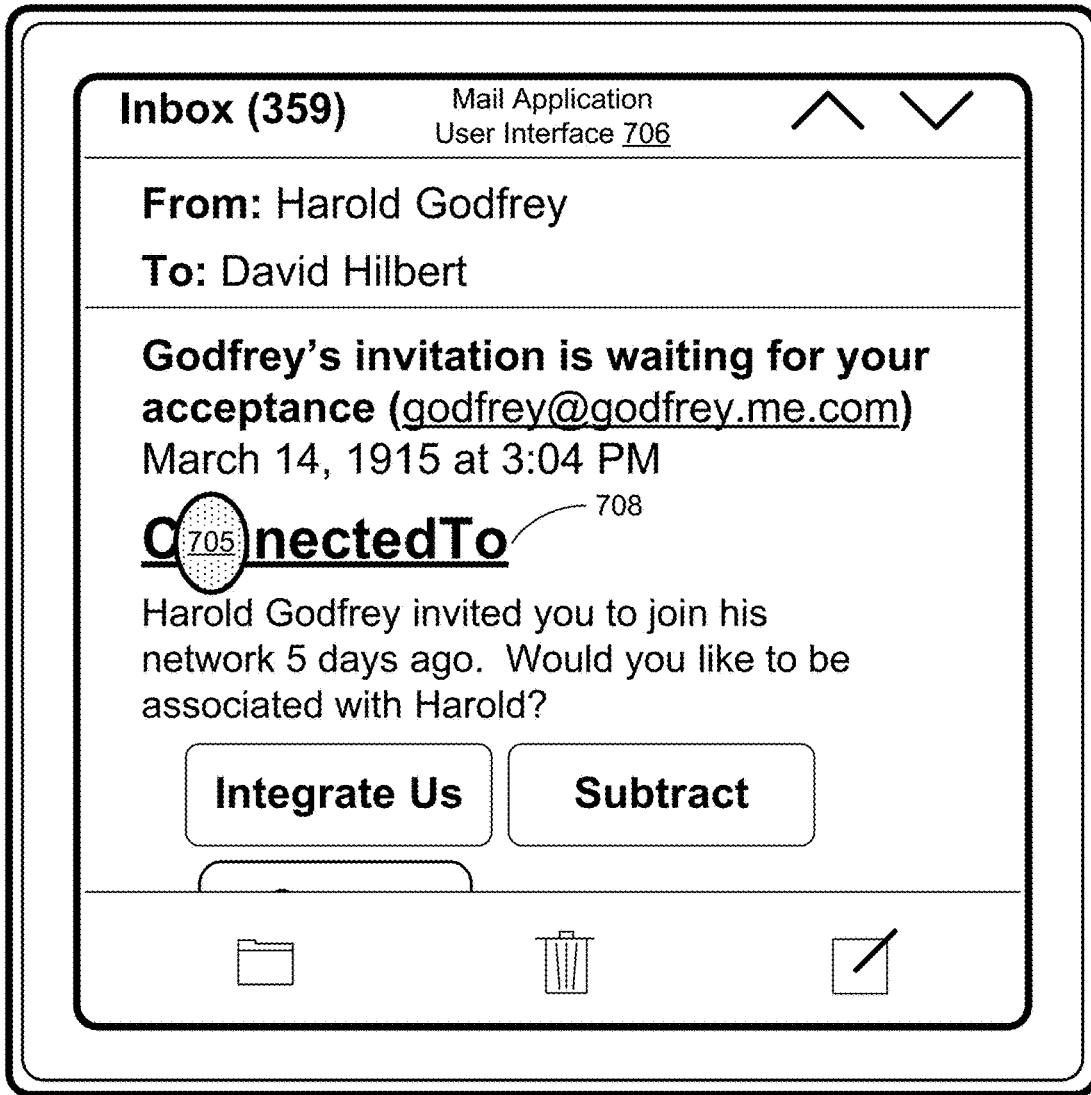 Inbox (359)
Mail Application
User Interface 706
From: Harold Godfrey
To: David Hilbert
Godfrey’s invitation is waiting for your
acceptance (godfrey@godfrey.me.com)
March 14, 1915 at 3:04 PM
708
C 705 nectedTo
Harold Godfrey invited you to join his
network 5 days ago.  Would you like to be
associated with Harold?
Integrate Us
Subtract